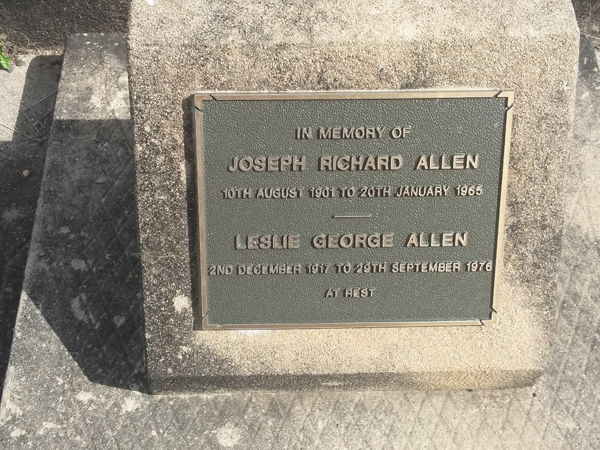 IN MEMORY OF
JOSEPH RICHARD ALLEN
10TH AUGUST 1901 TO 20TH JANUARY 1965
LESLIE GEORGE ALLEN
2ND DECEMBER 1917 TO 29TH SEPTEMBER 1976
AT REST